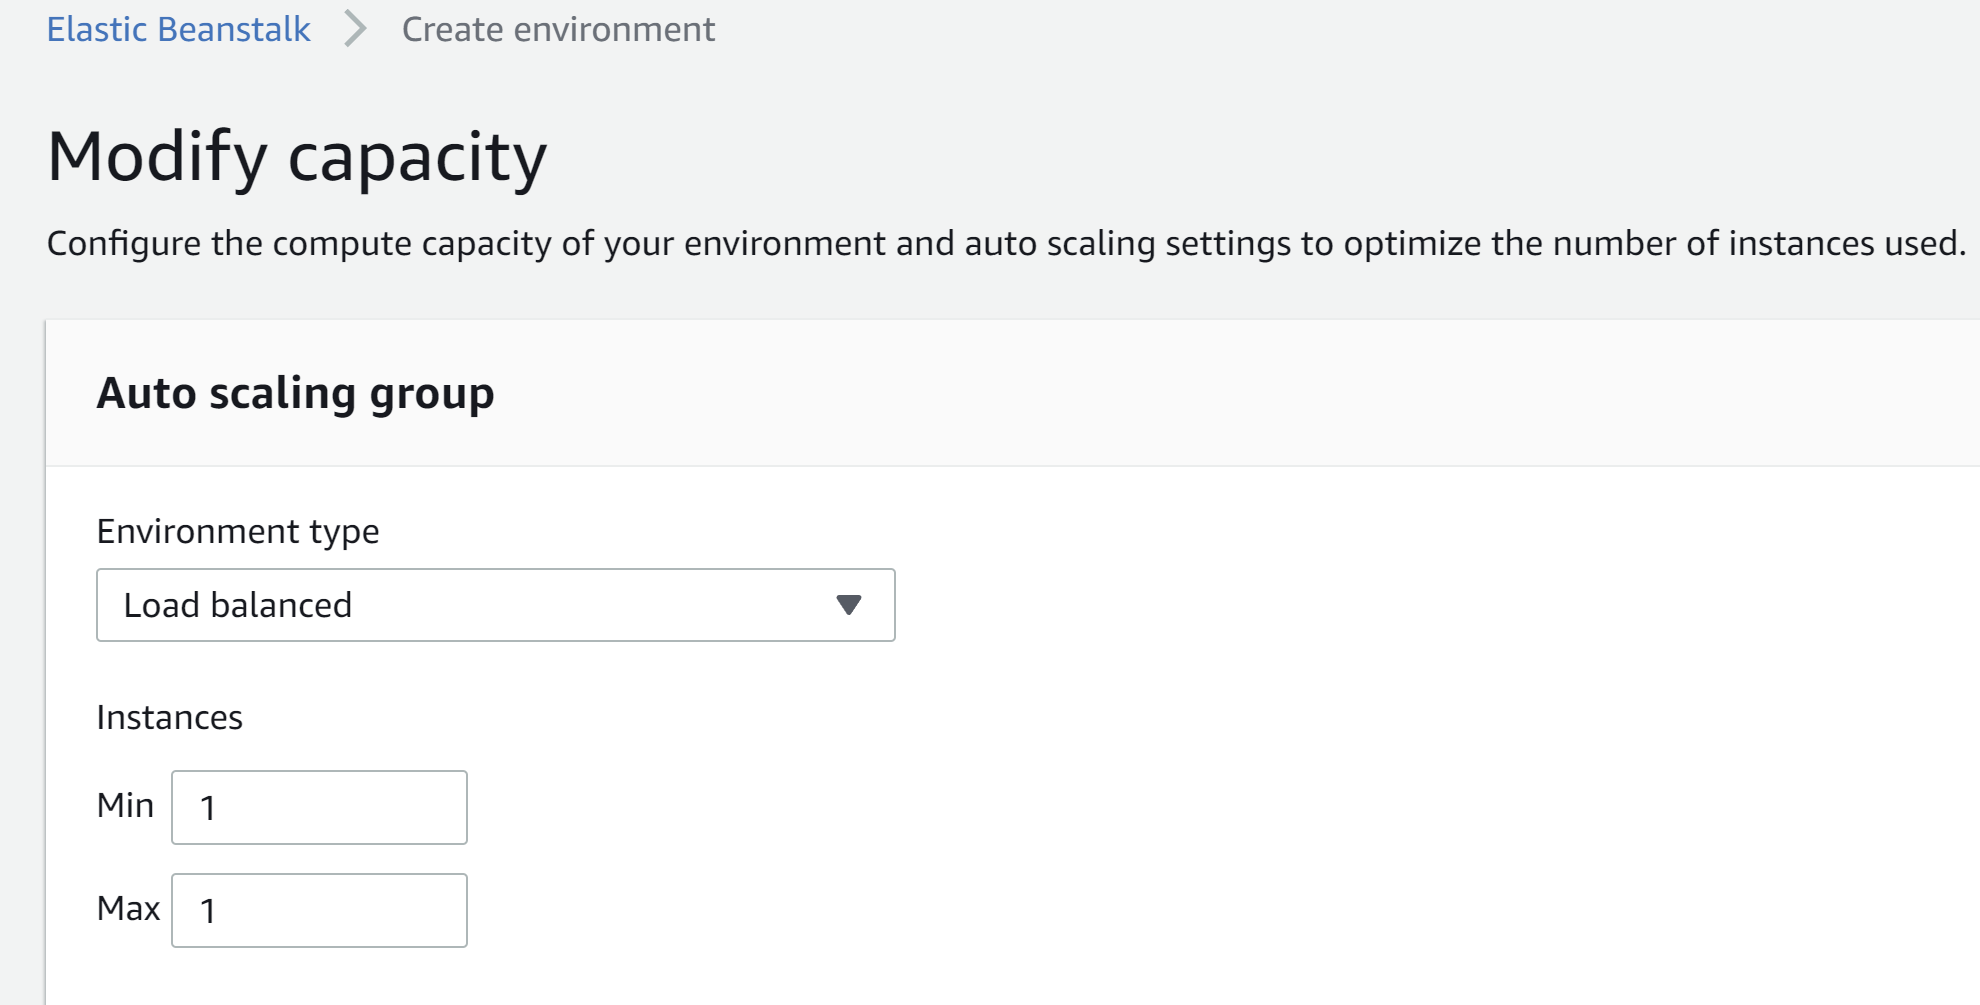 Elastic Beanstalk > Create environment
Modify capacity
Configure the compute capacity of your environment and auto scaling settings to optimize the number of instances used.
Auto scaling group
Environment type
Load balanced
Instances
Min 1
Max 1